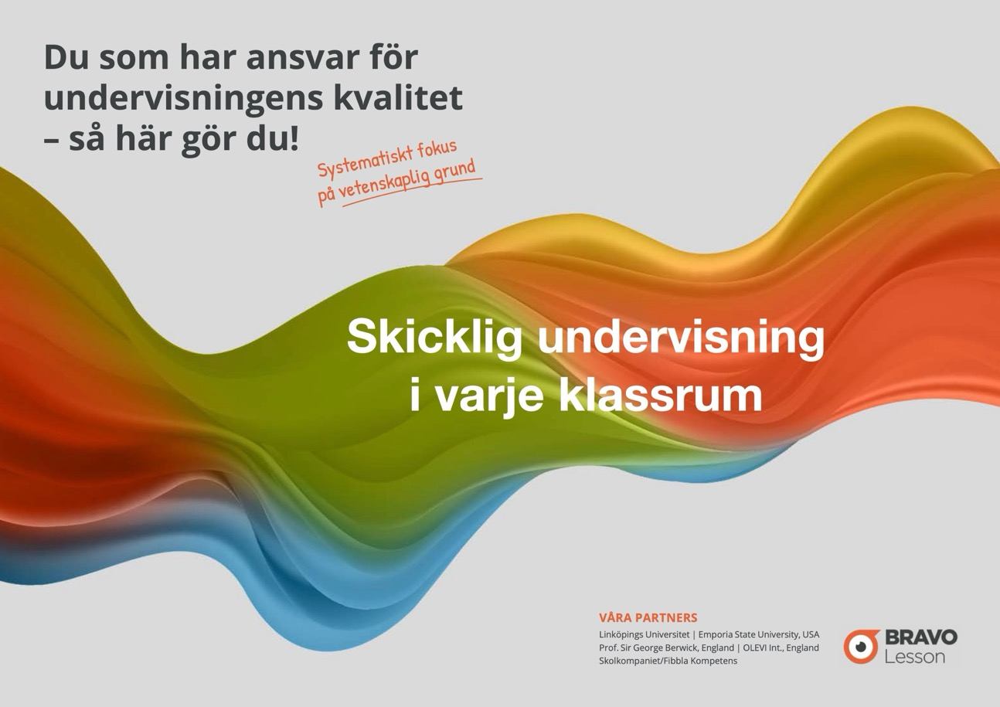 Du som har ansvar för
undervisningens kvalitet
– så här gör du!
Systematiskt fokus
på vetenskaplig grund
Skicklig undervisning
i varje klassrum
VÅRA PARTNERS
Linköpings Universitet | Emporia State University, USA
Prof. Sir George Berwick, England | OLEVI Int., England
Skolkompaniet/Fibbla Kompetens
BRAVO
Lesson